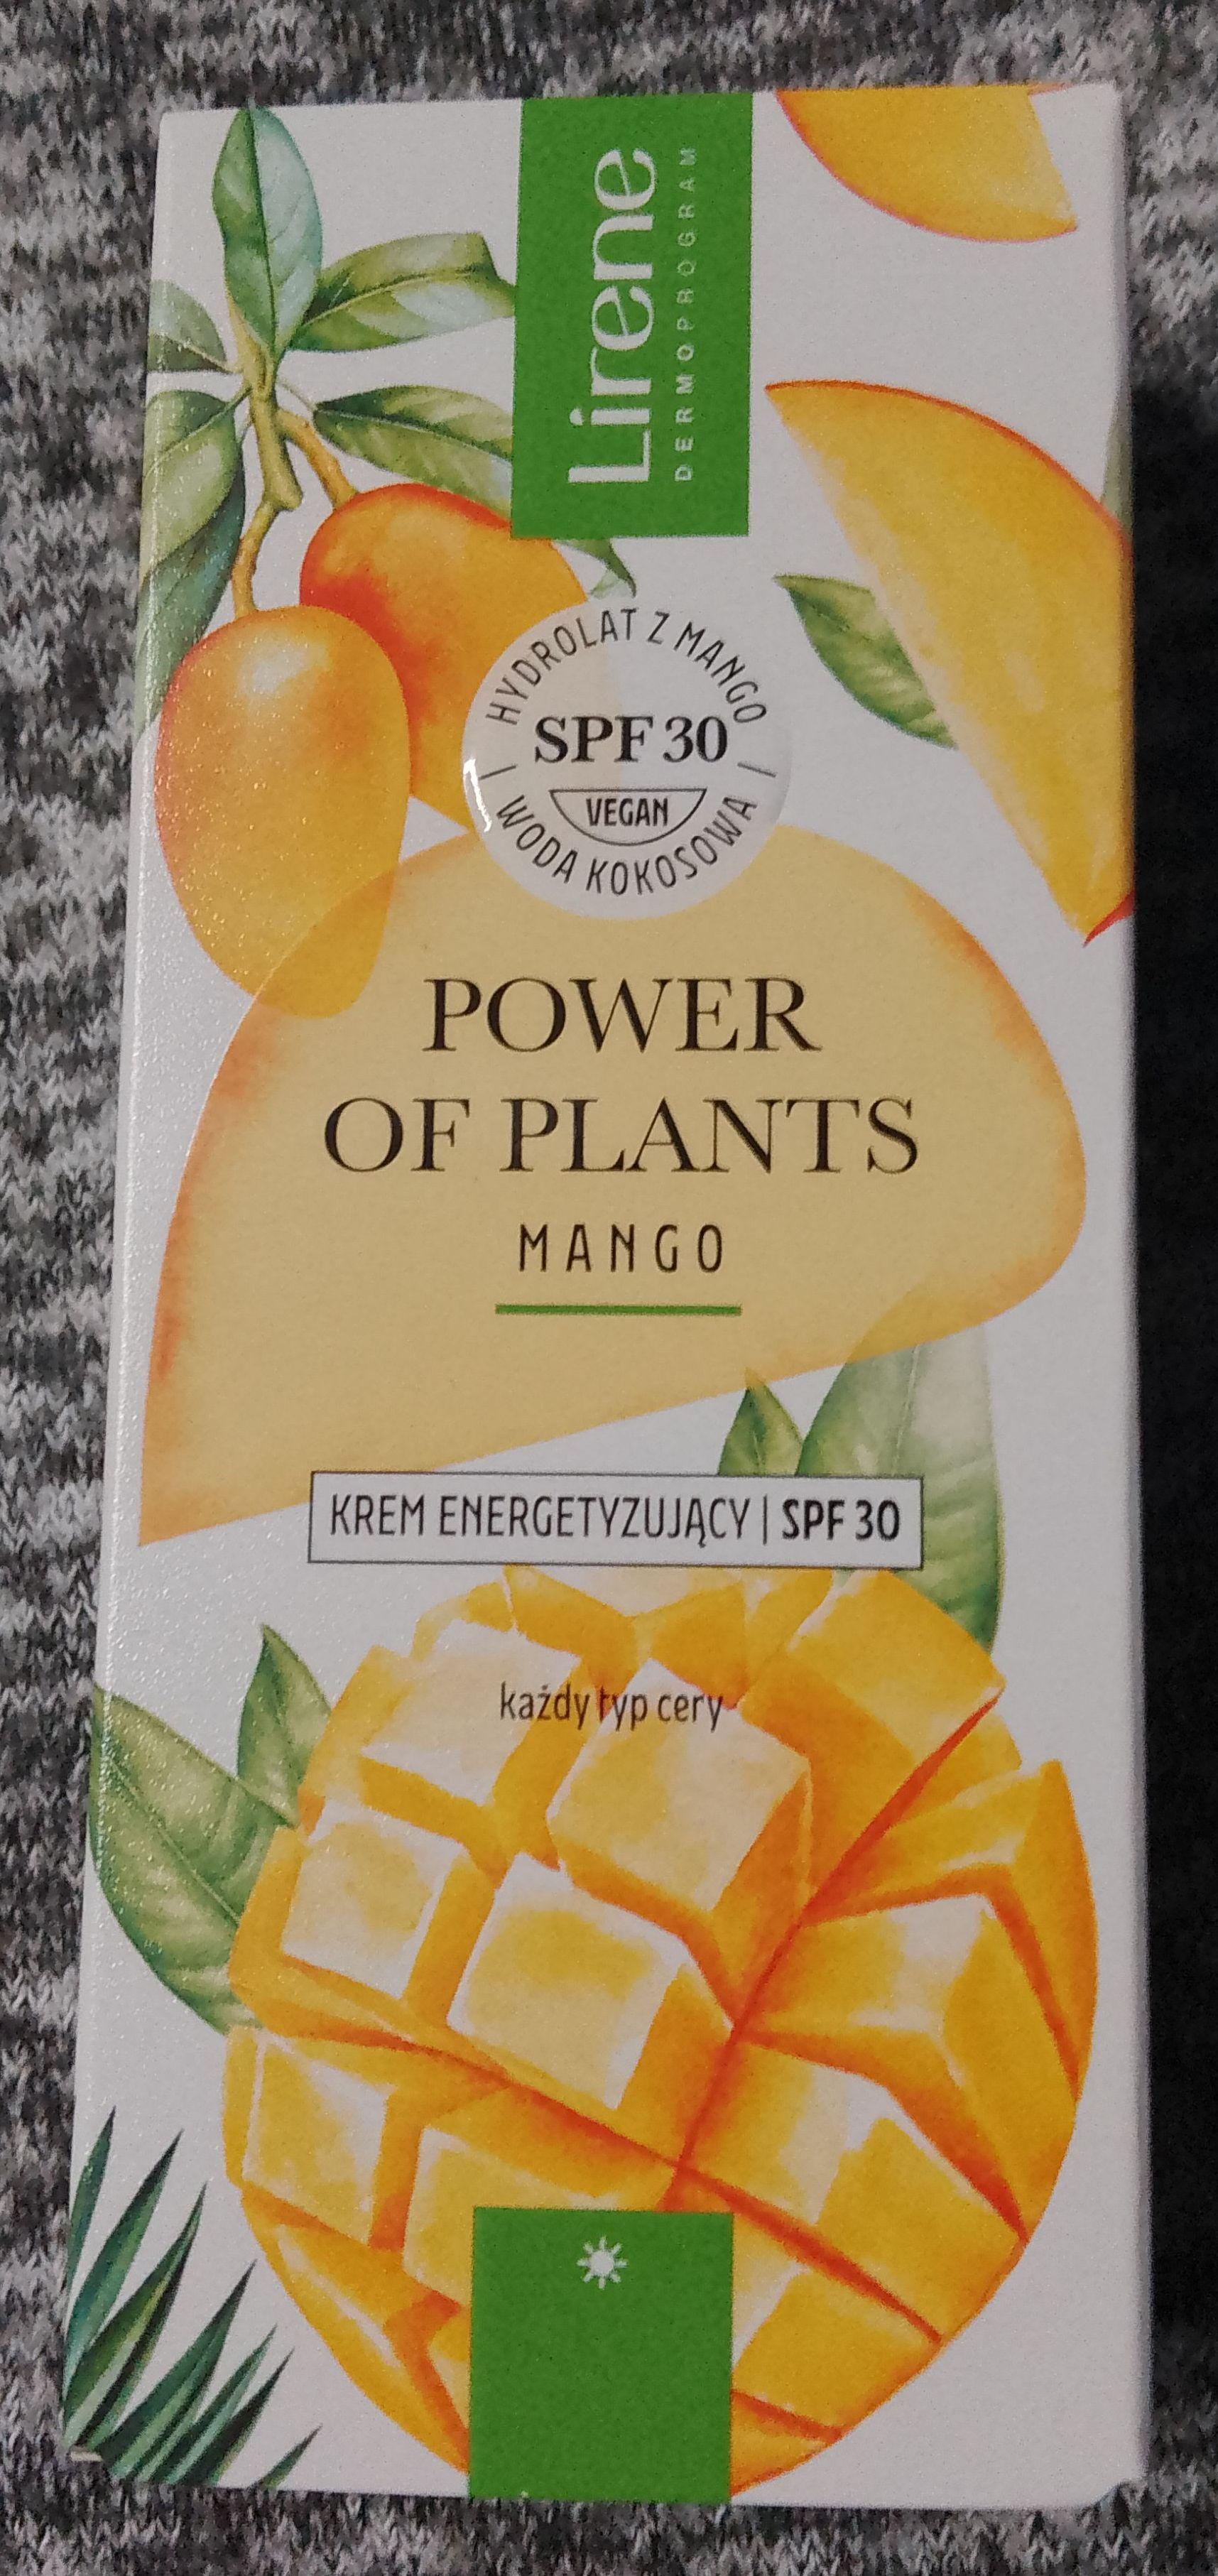 Lirene
DERMOPROGRAM
HYDROLAT Z MANGO
SPF 30
VEGAN
WODA KOKOSOWA
POWER
OF PLANTS
MANGO
KREM ENERGETYZUJĄCY | SPF 30
każdy typ cery